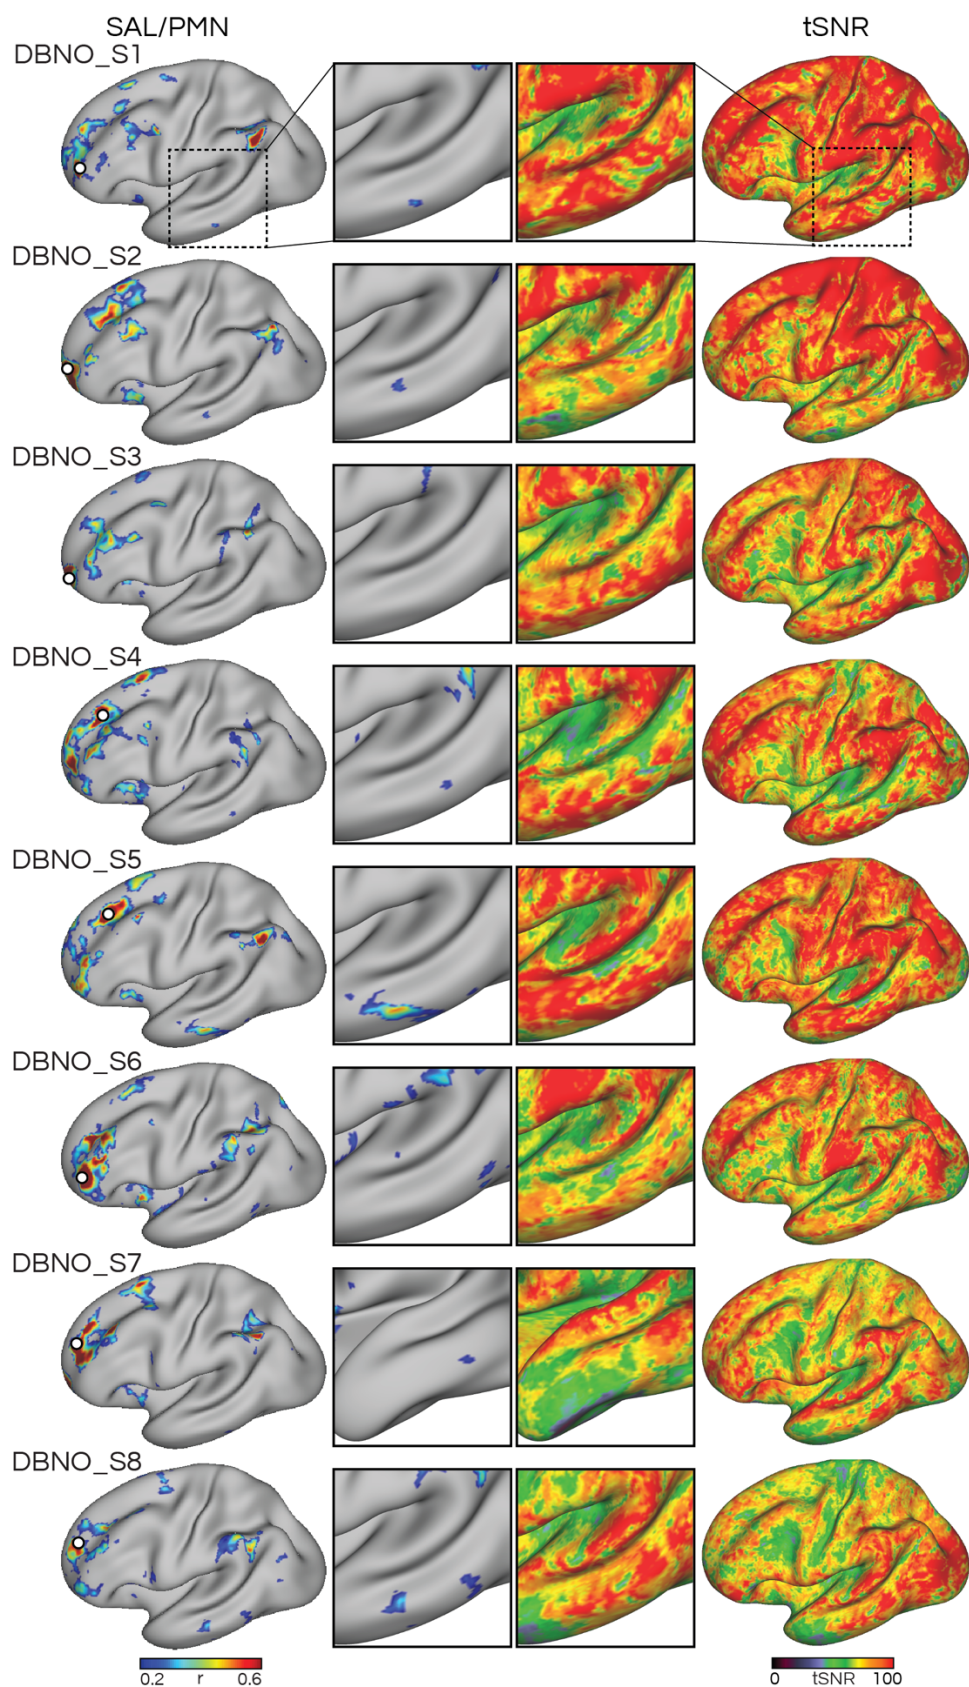 SAL/PMN
tSNR
DBNO_S1
DBNO_S2
DBNO_S3
DBNO_S4
DBNO_S5
DBNO_S6
DBNO_S7
DBNO_S8
0.2 r 0.6
0 tSNR 100